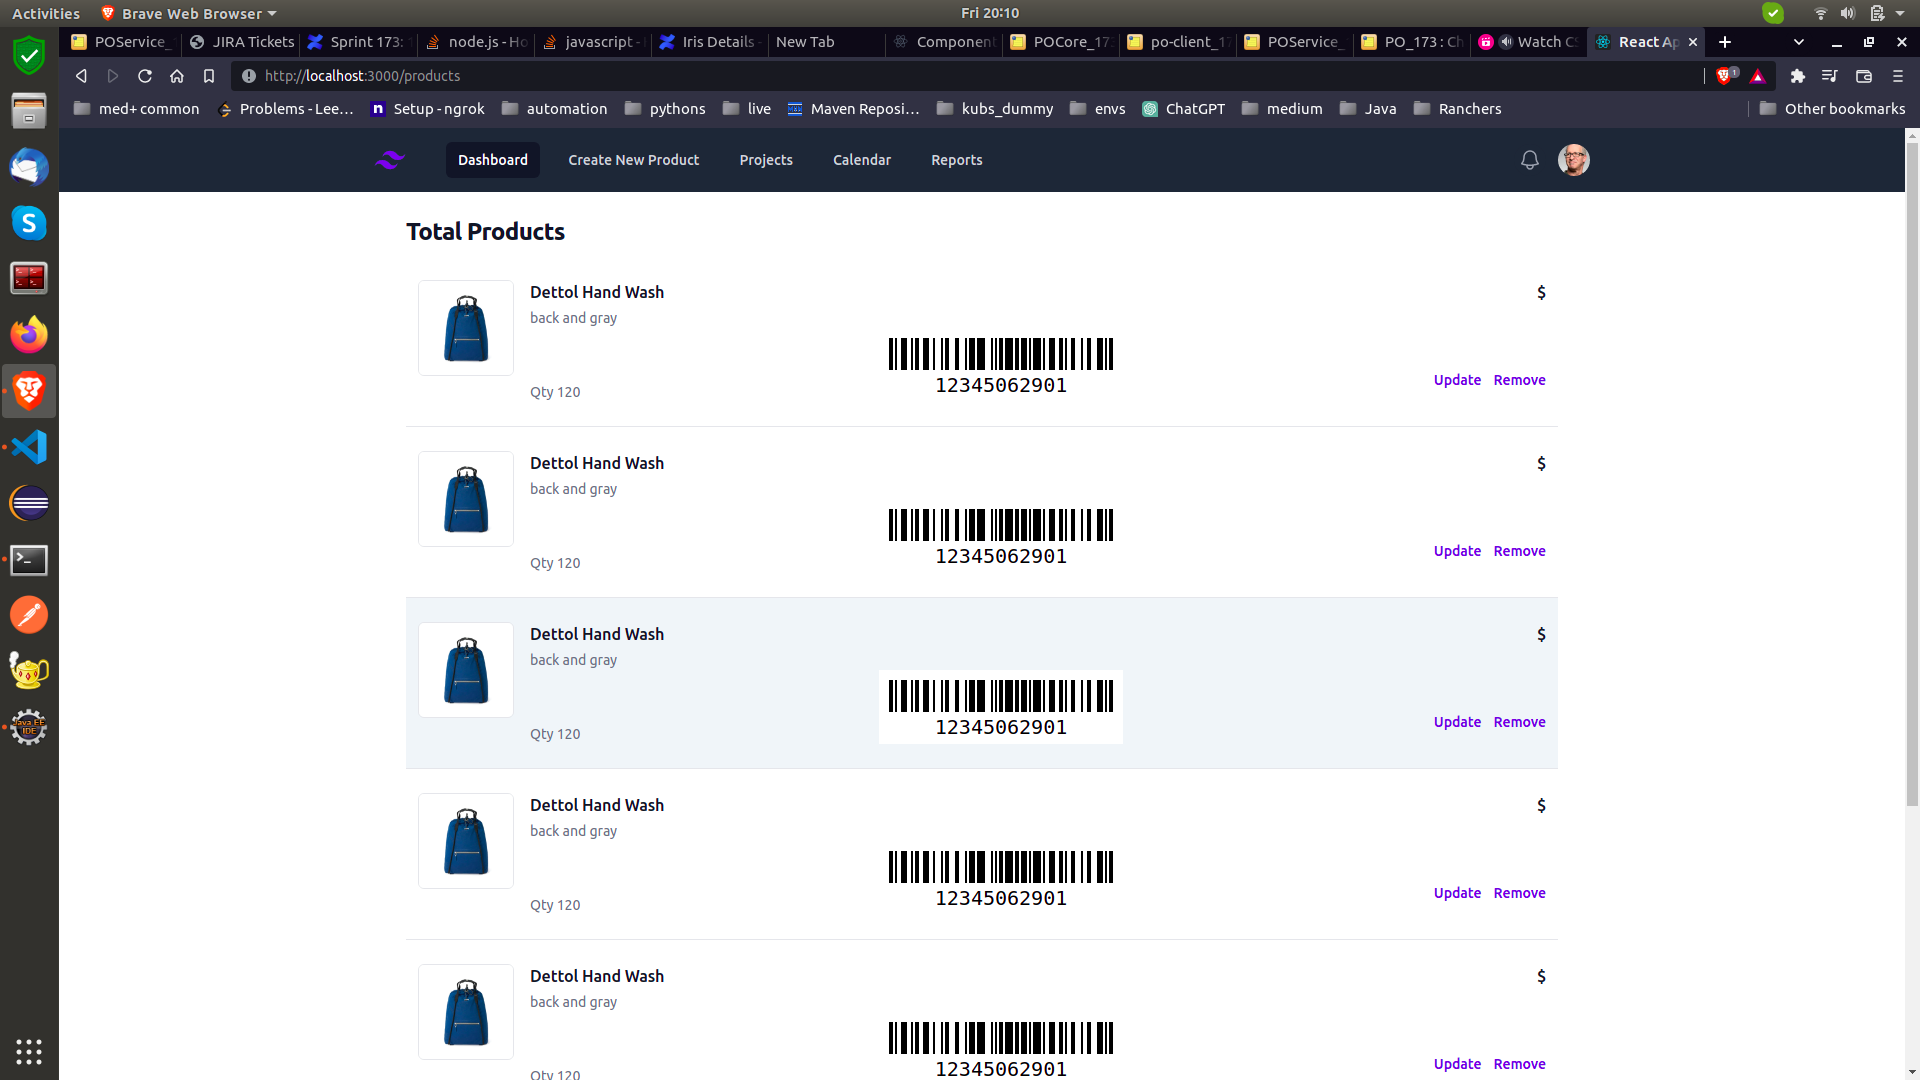 Activities
Brave Web Browser
Fri 20:10
POService_
JIRA Tickets
Sprint 173:
node.js - Ho
javascript -
Iris Details -
New Tab
Component
POCore_17
po-client_17
POService_
PO_173 : Ch
Watch CS
React Ap
http://localhost:3000/products
1
med+ common
Problems - Lee...
Setup - ngrok
automation
pythons
live
Maven Reposi...
kubs_dummy
envs
ChatGPT
medium
Java
Ranchers
Other bookmarks
Dashboard
Create New Product
Projects
Calendar
Reports
Total Products
Dettol Hand Wash
$
back and gray
12345062901
Update
Remove
Qty 120
Dettol Hand Wash
$
back and gray
12345062901
Update
Remove
Qty 120
Dettol Hand Wash
$
back and gray
12345062901
Update
Remove
Qty 120
Dettol Hand Wash
$
back and gray
12345062901
Update
Remove
Qty 120
Dettol Hand Wash
$
back and gray
12345062901
Update
Remove
Qty 120
Java EE
IDE